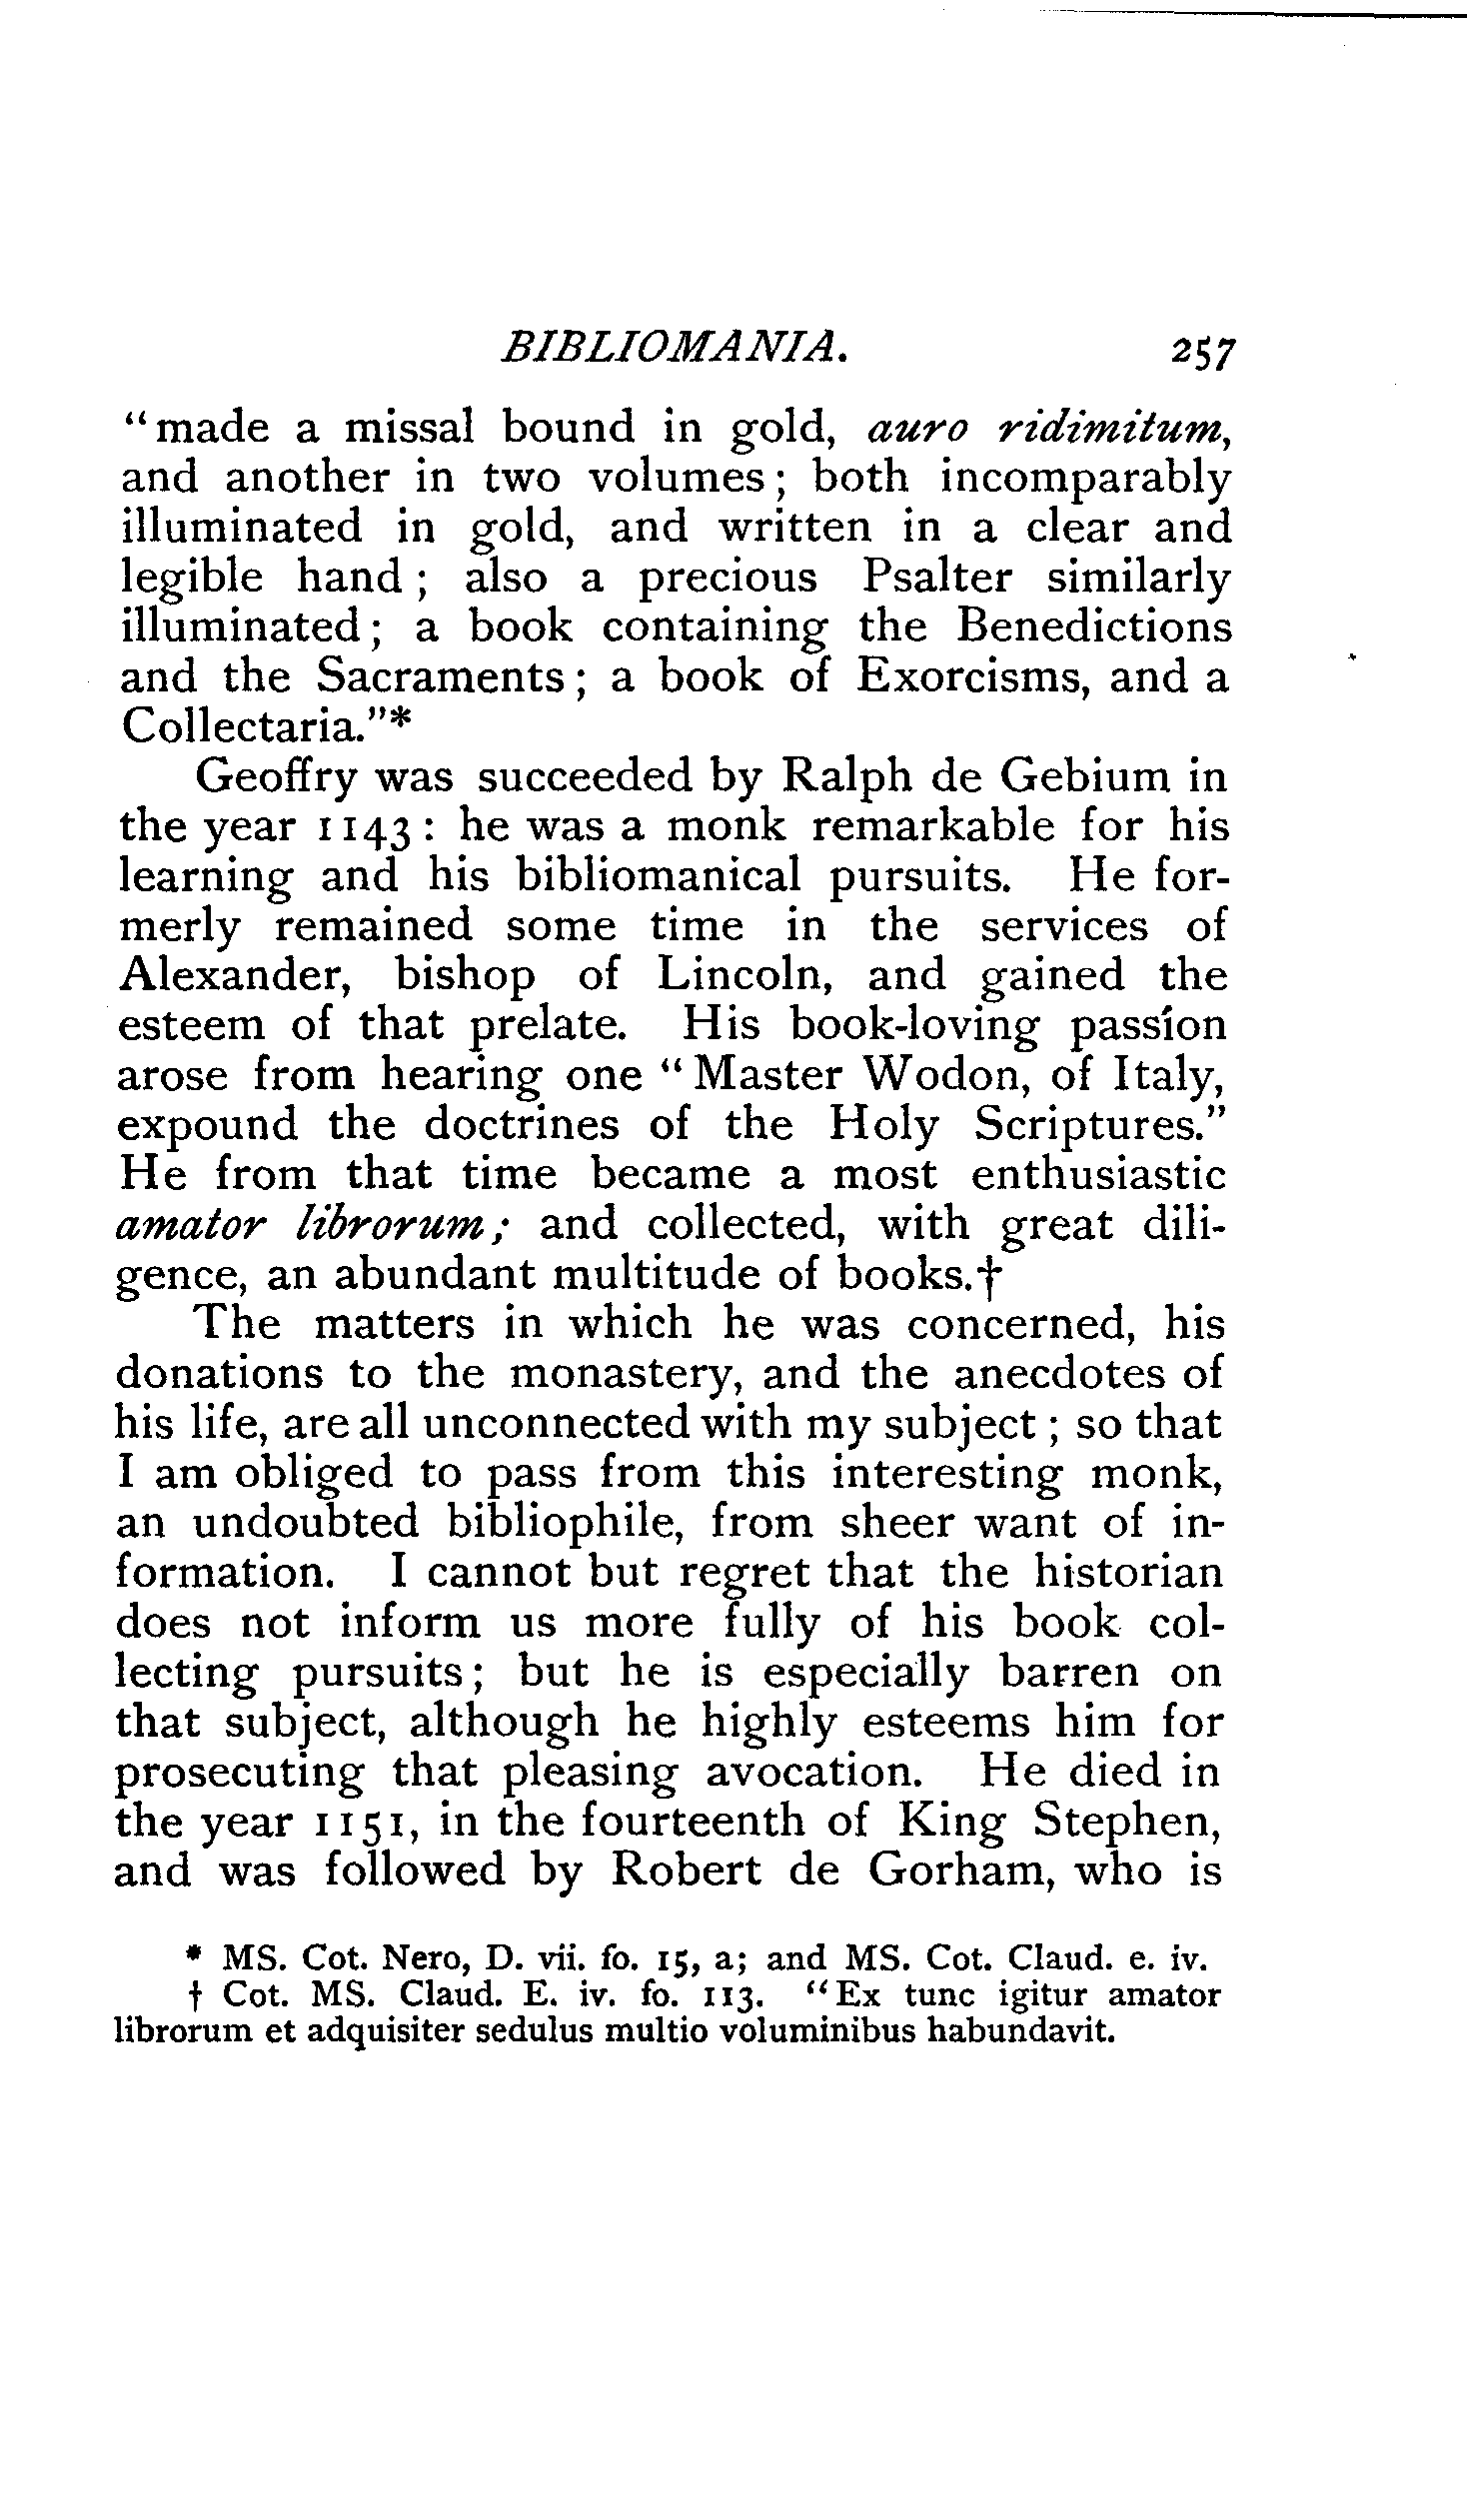 BIBLIOMANIA. 257
“made a missal bound in gold, auro ridimitum,
and another in two volumes; both incomparably
illuminated in gold, and written in a clear and
legible hand; also a precious Psalter similarly
illuminated; a book containing the Benedictions
and the Sacraments; a book of Exorcisms, and a
Collectaria.”*
Geoffry was succeeded by Ralph de Gebium in
the year 1143: he was a monk remarkable for his
learning and his bibliomanical pursuits. He for-
merly remained some time in the services of
Alexander, bishop of Lincoln, and gained the
esteem of that prelate. His book-loving passion
arose from hearing one “Master Wodon, of Italy,
expound the doctrines of the Holy Scriptures.”
He from that time became a most enthusiastic
amator librorum; and collected, with great dili-
gence, an abundant multitude of books.†
The matters in which he was concerned, his
donations to the monastery, and the anecdotes of
his life, are all unconnected with my subject; so that
I am obliged to pass from this interesting monk,
an undoubted bibliophile, from sheer want of in-
formation. I cannot but regret that the historian
does not inform us more fully of his book col-
lecting pursuits; but he is especially barren on
that subject, although he highly esteems him for
prosecuting that pleasing avocation. He died in
the year 1151, in the fourteenth of King Stephen,
and was followed by Robert de Gorham, who is
* MS. Cot. Nero, D. vii. fo. 15, a; and MS. Cot. Claud. e. iv.
† Cot. MS. Claud. E. iv. fo. 113. “Ex tunc igitur amator
librorum et adquisiter sedulus multio voluminibus habundavit.